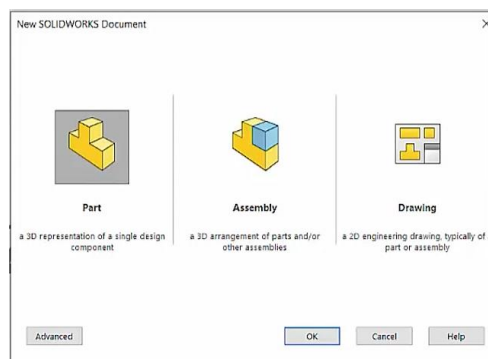 New SOLIDWORKS Document
Part
a 3D representation of a single design
component
Assembly
a 3D arrangement of parts and/or
other assemblies
Drawing
a 2D engineering drawing, typically of a
part or assembly
Advanced
OK
Cancel
Help